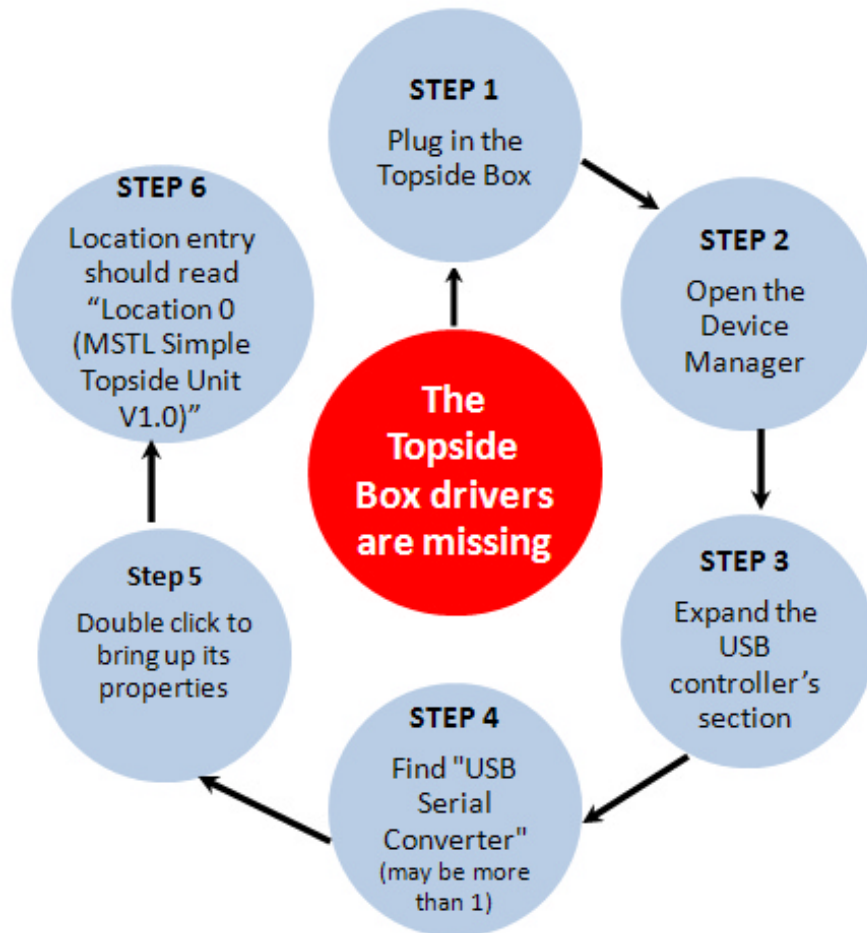 The
Topside
Box drivers
are missing
STEP 1
Plug in the
Topside Box
STEP 2
Open the
Device
Manager
STEP 3
Expand the
USB
controller’s
section
STEP 4
Find "USB
Serial
Converter"
(may be more
than 1)
Step 5
Double click to
bring up its
properties
STEP 6
Location entry
should read
“Location 0
(MSTL Simple
Topside Unit
V1.0)”